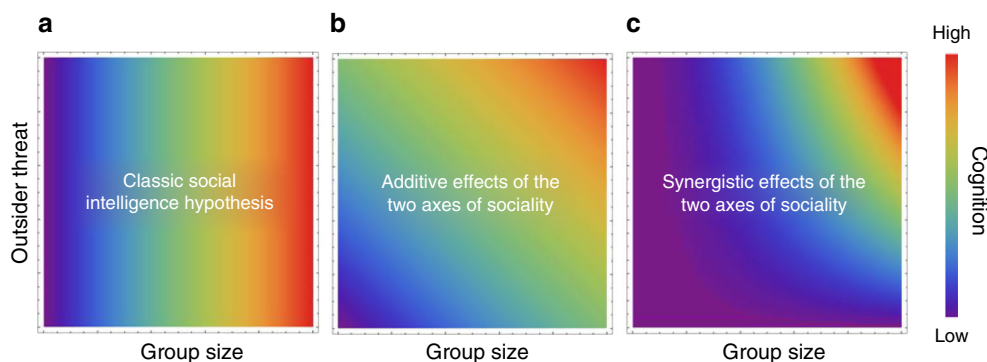 a
b
c
High
Outsider threat
Classic social
intelligence hypothesis
Additive effects of the
two axes of sociality
Synergistic effects of the
two axes of sociality
Cognition
Low
Group size
Group size
Group size